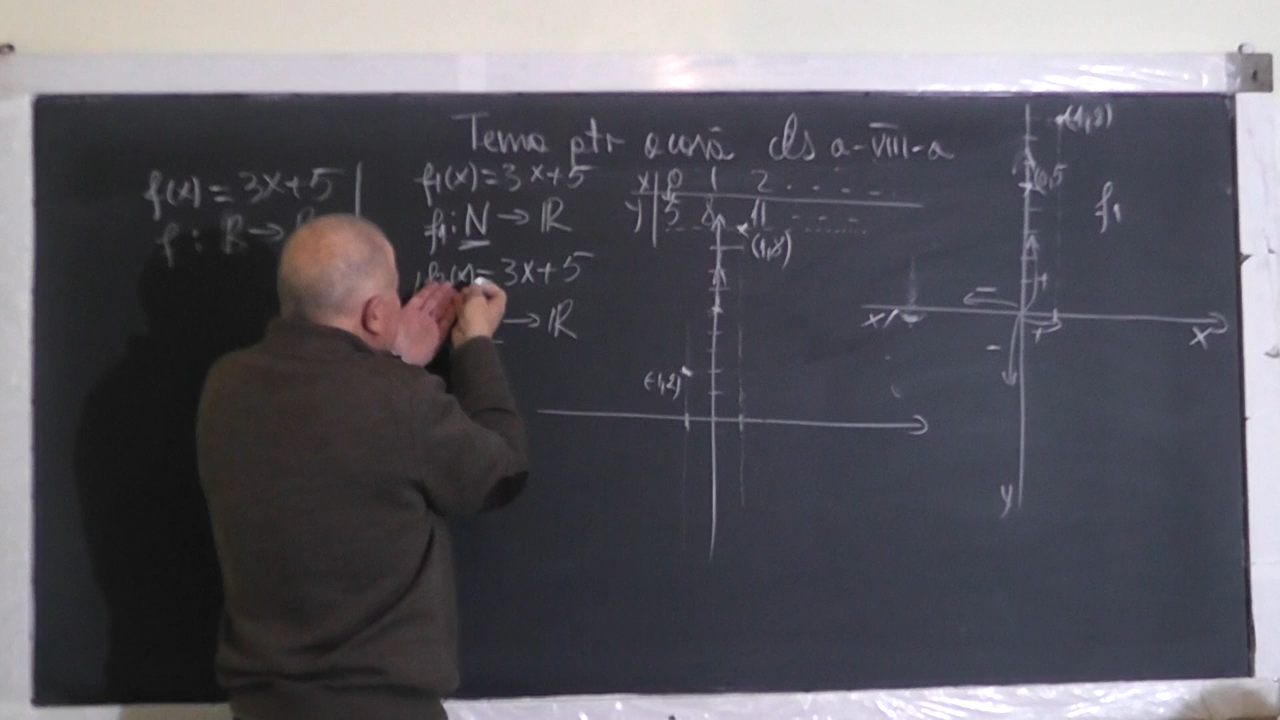 Tema ptr acasă cls a-VIII-a
f(x) = 3x+5
f : R →
f₁(x) = 3x+5
f₁ : N → ℝ
(x) = 3x+5
→ ℝ
x 0 1 2 . . . .
y 5 8 11
(1,8)
(-1,2)
(1,8)
0,5
f₁
x'
x
y